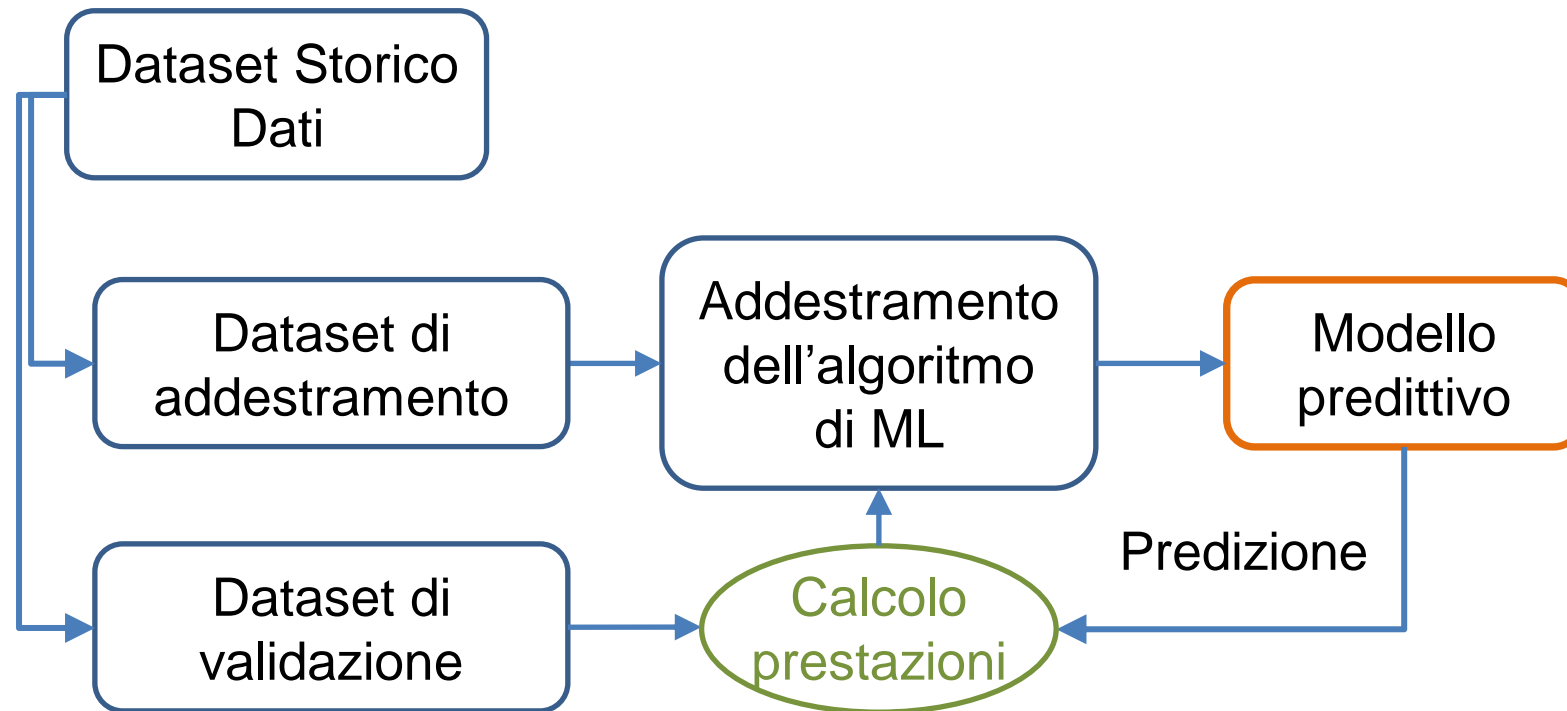 Dataset Storico
Dati
Dataset di
addestramento
Addestramento
dell’algoritmo
di ML
Modello
predittivo
Dataset di
validazione
Calcolo
prestazioni
Predizione